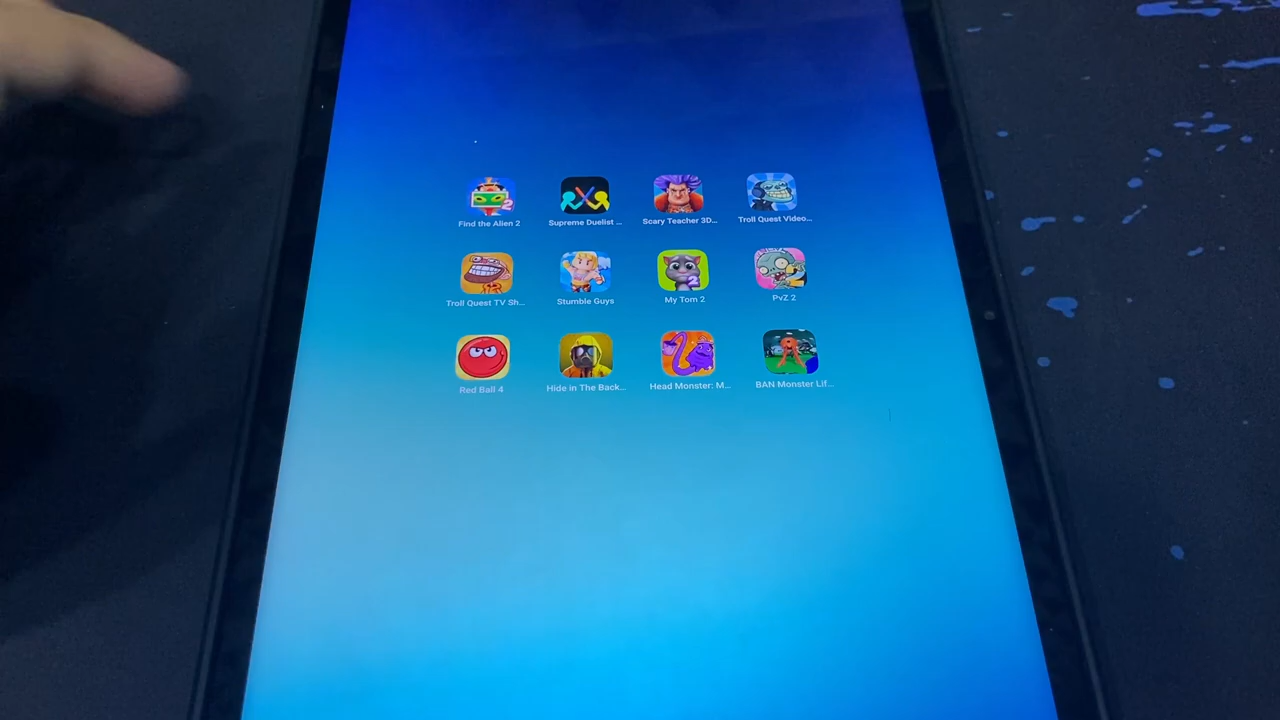 Find the Alien 2
Supreme Duelist ...
Scary Teacher 3D...
Troll Quest Video...
Troll Quest TV Sh...
Stumble Guys
My Tom 2
PvZ 2
Red Ball 4
Hide in The Back...
Head Monster: M...
BAN Monster Lif...